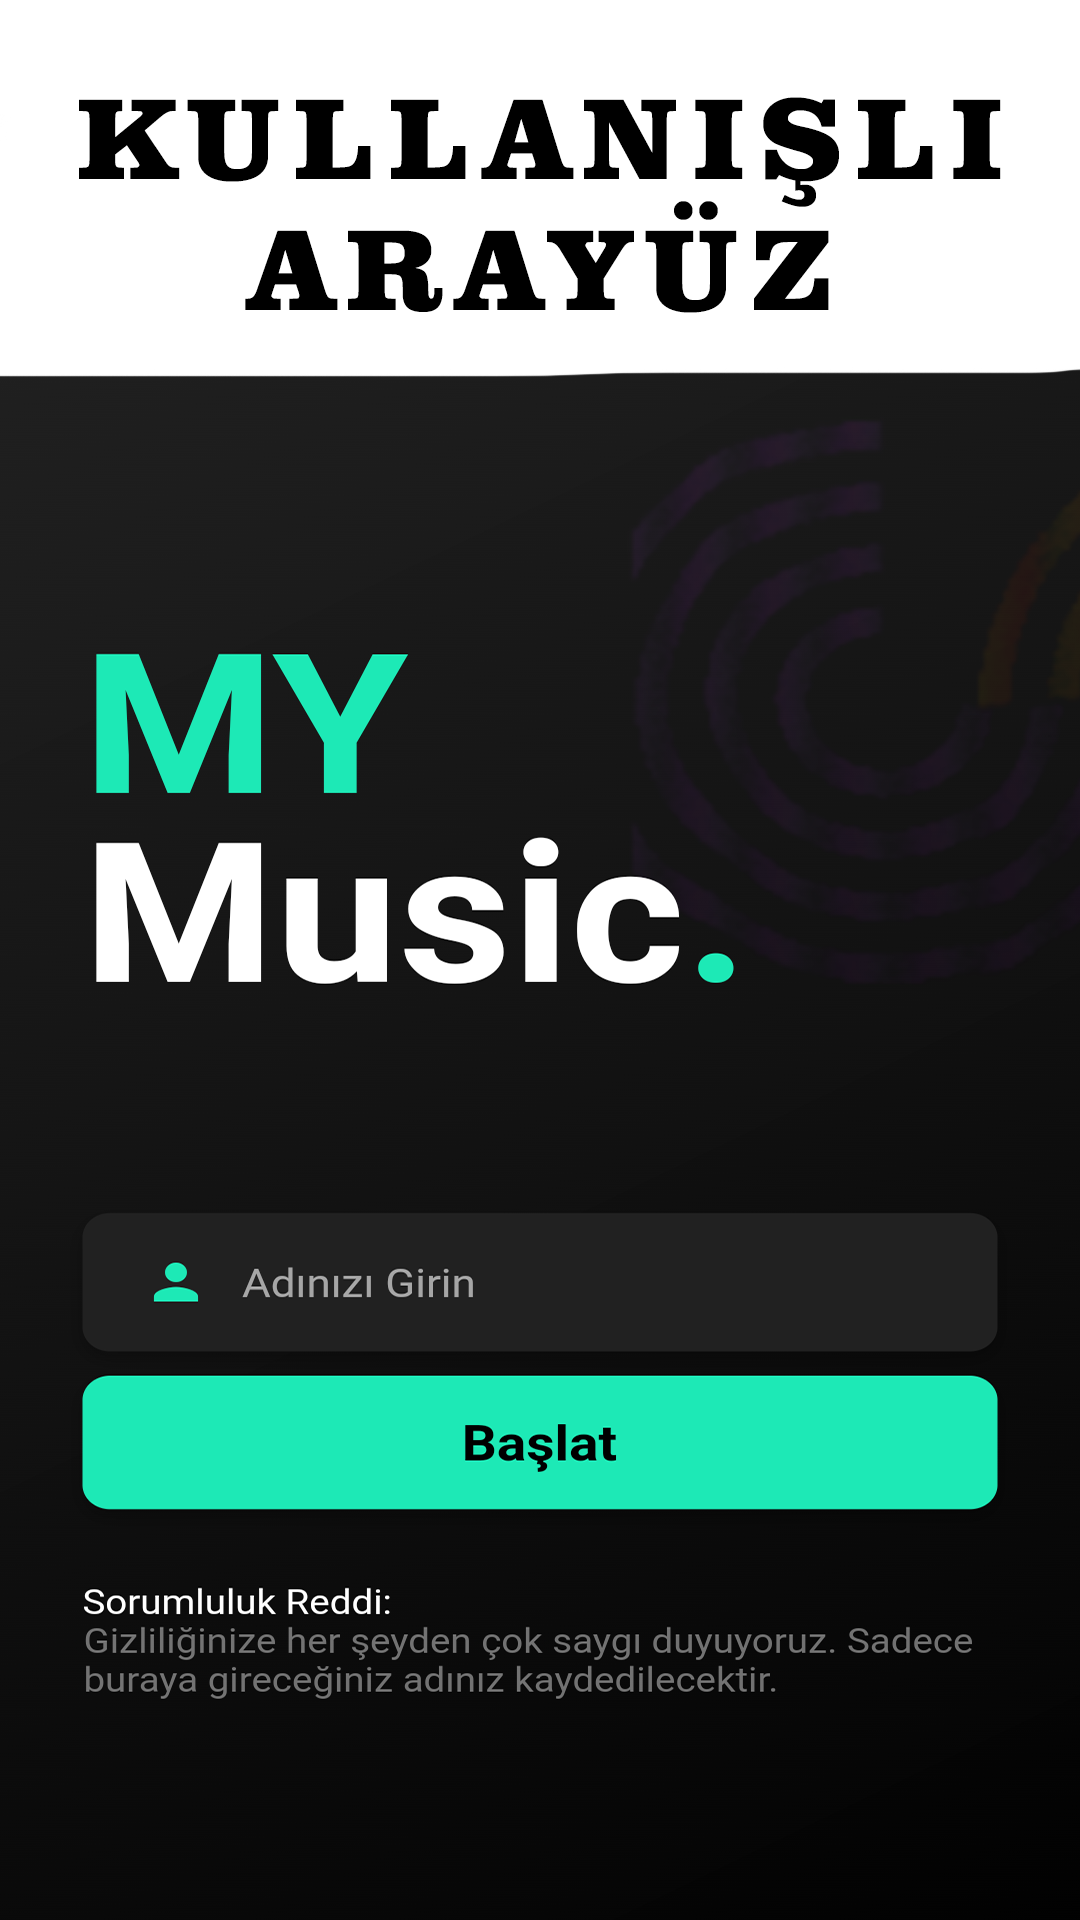 KULLANIŞLI
ARAYÜZ
MY
Music.
Adınızı Girin
Başlat
Sorumluluk Reddi:
Gizliliğinize her şeyden çok saygı duyuyoruz. Sadece
buraya gireceğiniz adınız kaydedilecektir.